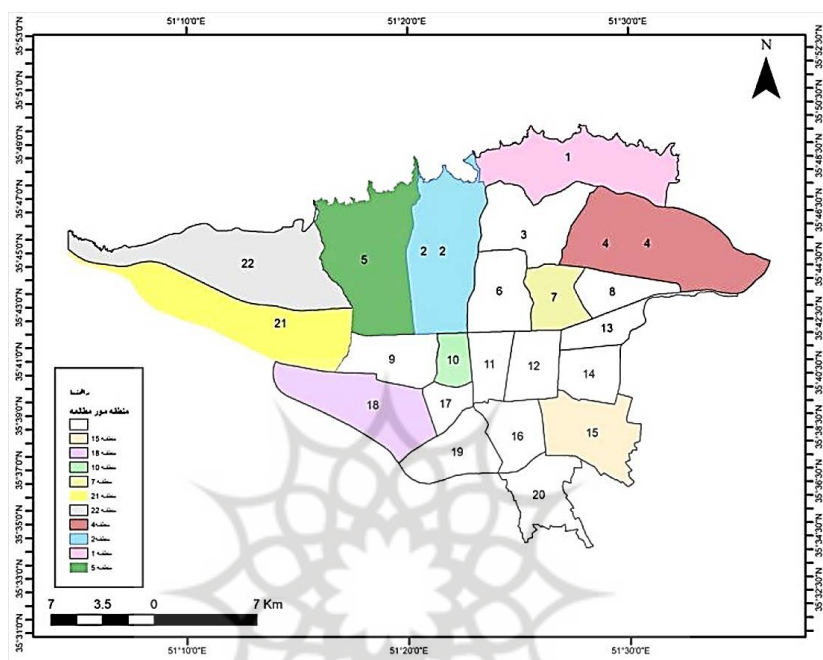 51°10'0"E 51°20'0"E 51°30'0"E
35°53'0"N
35°51'0"N
35°49'0"N
35°47'0"N
35°45'0"N
35°43'0"N
35°41'0"N
35°39'0"N
35°37'0"N
35°35'0"N
35°33'0"N
35°31'0"N
35°52'30"N
35°50'30"N
35°48'30"N
35°46'30"N
35°44'30"N
35°42'30"N
35°40'30"N
35°38'30"N
35°36'30"N
35°34'30"N
35°32'30"N
N
1
3
4 4
2 2
5
22
6
7
8
21
13
9
10
11
12
14
18
17
15
16
19
20
راهنما
منطقه مور مطالعه
منطقه 15
منطقه 18
منطقه 10
منطقه 7
منطقه 21
منطقه 22
منطقه 4
منطقه 2
منطقه 1
منطقه 5
7 3.5 0 7 Km
51°10'0"E 51°20'0"E 51°30'0"E